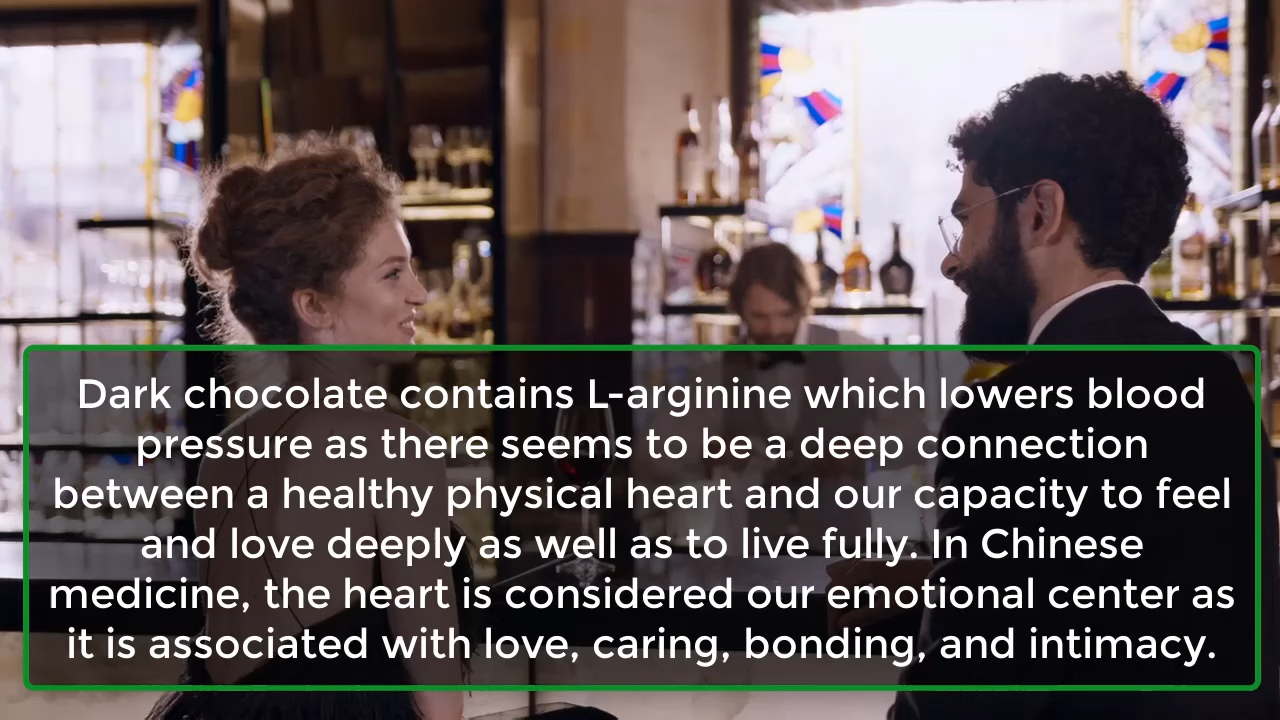 Dark chocolate contains L-arginine which lowers blood
pressure as there seems to be a deep connection
between a healthy physical heart and our capacity to feel
and love deeply as well as to live fully. In Chinese
medicine, the heart is considered our emotional center as
it is associated with love, caring, bonding, and intimacy.